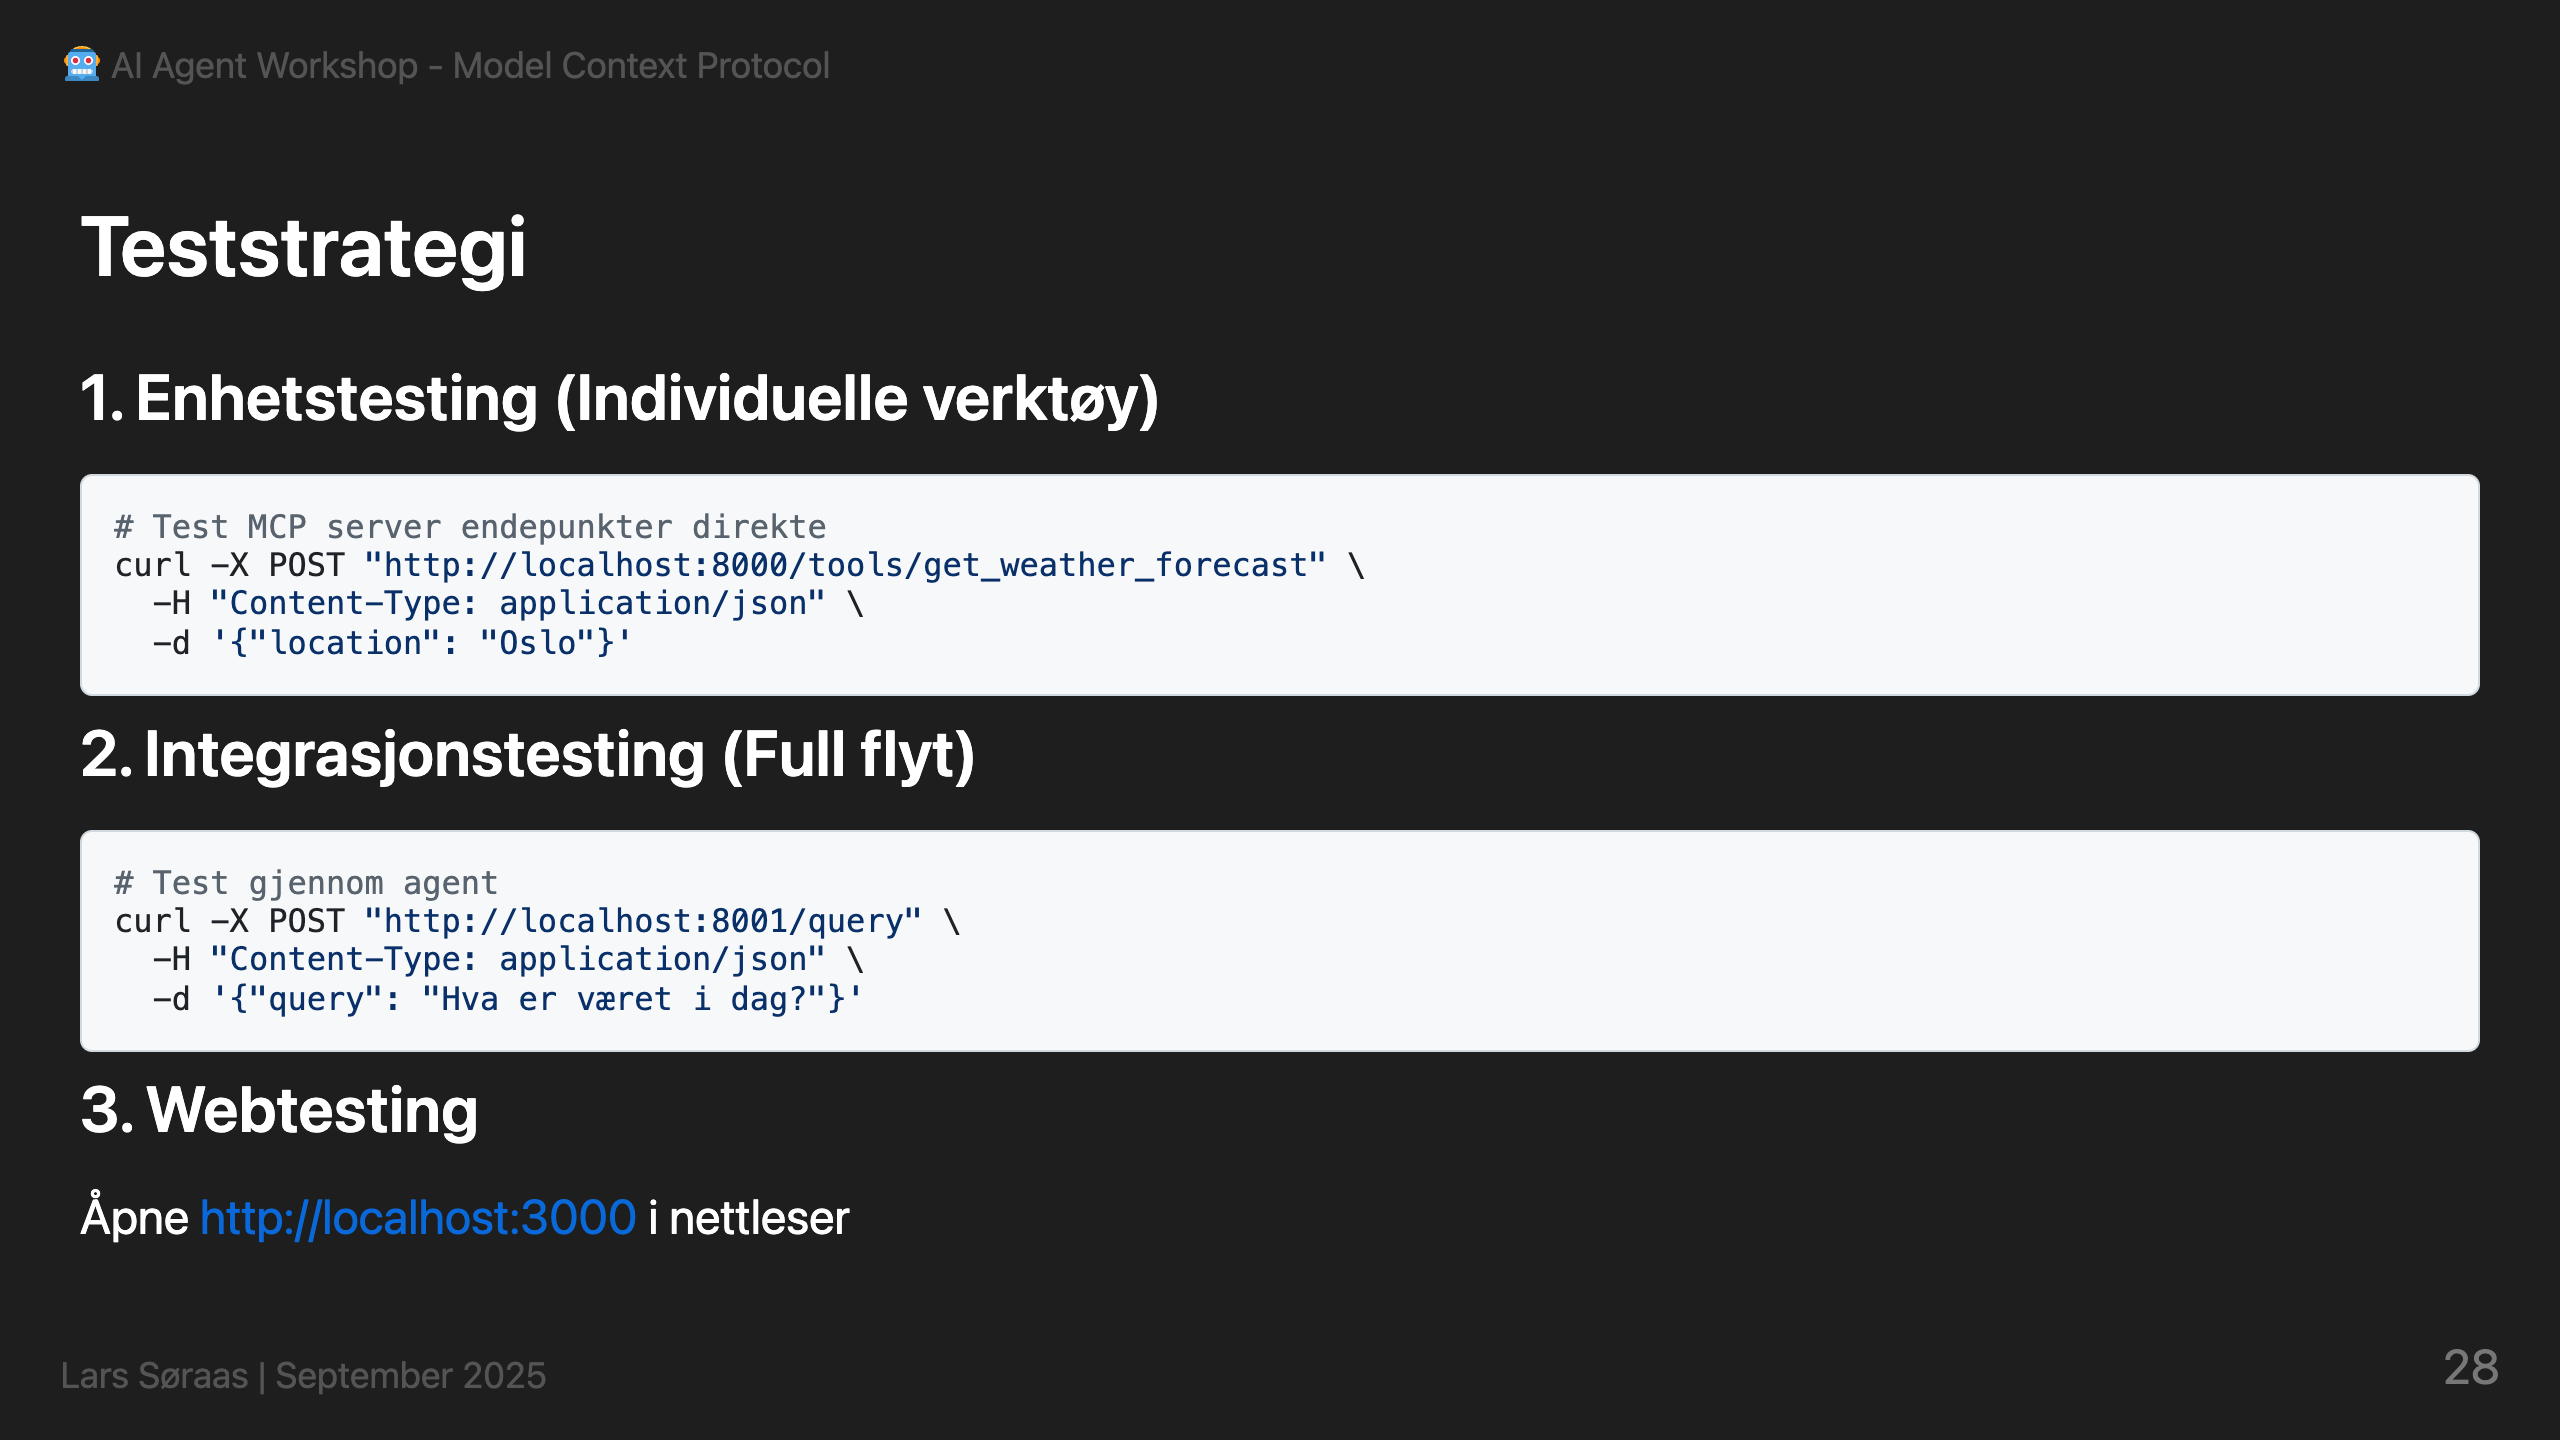 AI Agent Workshop - Model Context Protocol
Teststrategi
1. Enhetstesting (Individuelle verktøy)
# Test MCP server endepunkter direkte
curl -X POST "http://localhost:8000/tools/get_weather_forecast" \
  -H "Content-Type: application/json" \
  -d '{"location": "Oslo"}'
2. Integrasjonstesting (Full flyt)
# Test gjennom agent
curl -X POST "http://localhost:8001/query" \
  -H "Content-Type: application/json" \
  -d '{"query": "Hva er været i dag?"}'
3. Webtesting
Åpne http://localhost:3000 i nettleser
Lars Søraas | September 2025
28